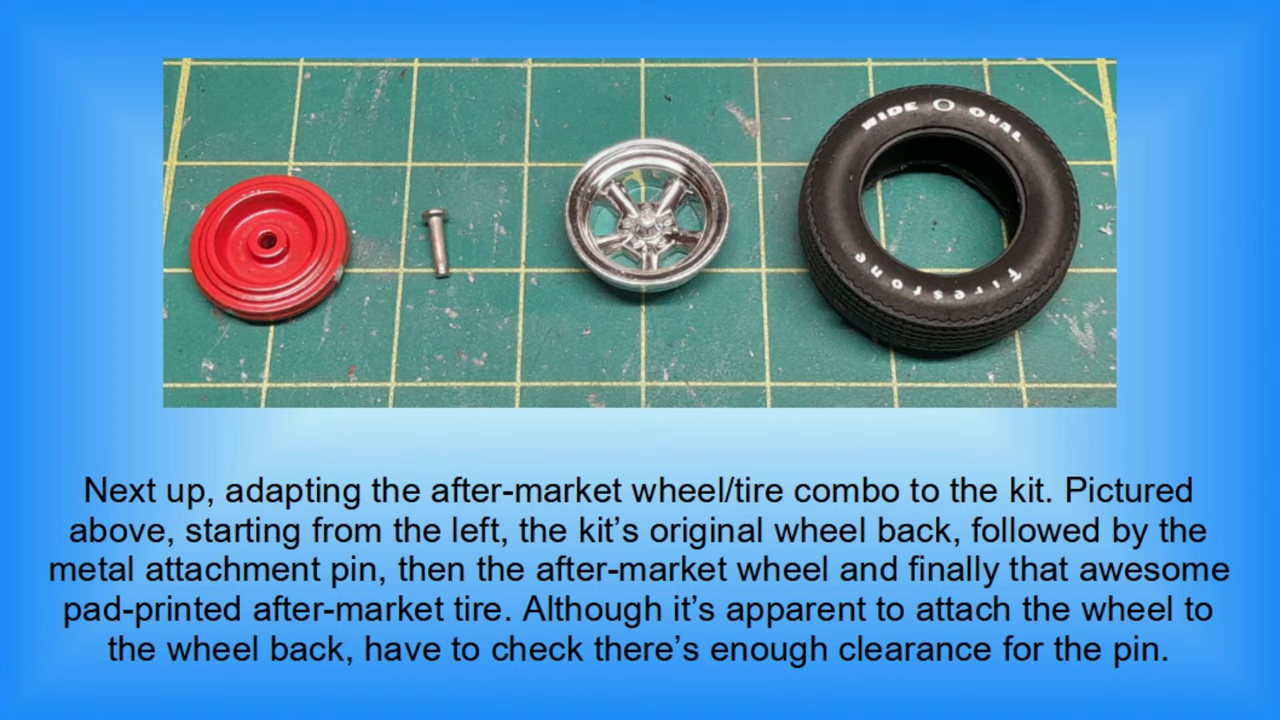 WIDE O OVAL
Firestone
Next up, adapting the after-market wheel/tire combo to the kit. Pictured
above, starting from the left, the kit’s original wheel back, followed by the
metal attachment pin, then the after-market wheel and finally that awesome
pad-printed after-market tire. Although it’s apparent to attach the wheel to
the wheel back, have to check there’s enough clearance for the pin.